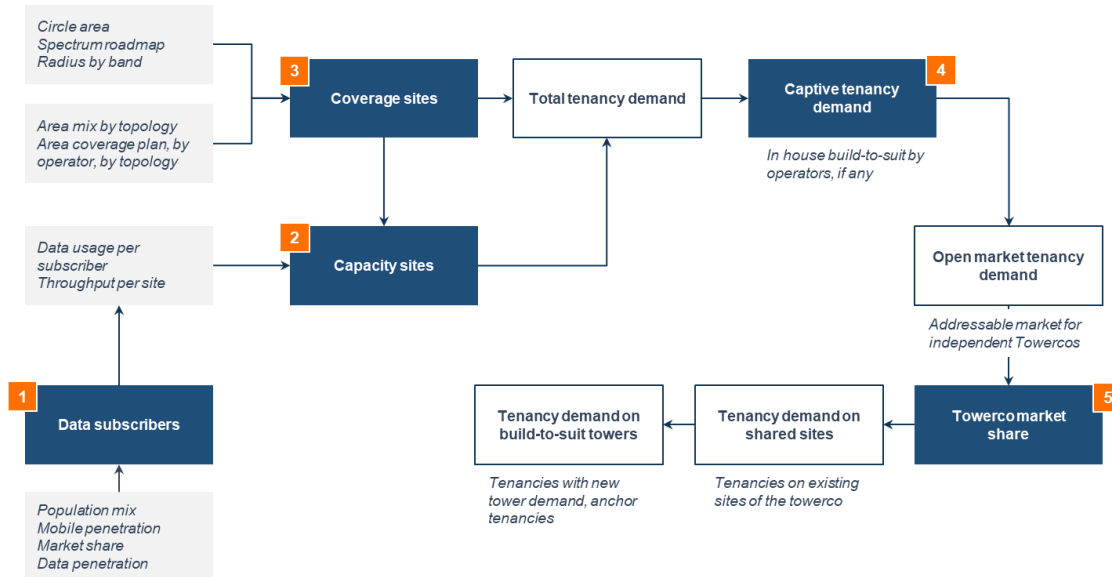 Circle area
Spectrum roadmap
Radius by band
3
Coverage sites
Total tenancy demand
4
Captive tenancy
demand
Area mix by topology
Area coverage plan, by
operator, by topology
In house build-to-suit by
operators, if any
Data usage per
subscriber
Throughput per site
2
Capacity sites
Open market tenancy
demand
Addressable market for
independent Towercos
1
Data subscribers
Tenancy demand on
build-to-suit towers
Tenancy demand on
shared sites
5
Towerco market
share
Tenancies with new
tower demand, anchor
tenancies
Tenancies on existing
sites of the towerco
Population mix
Mobile penetration
Market share
Data penetration